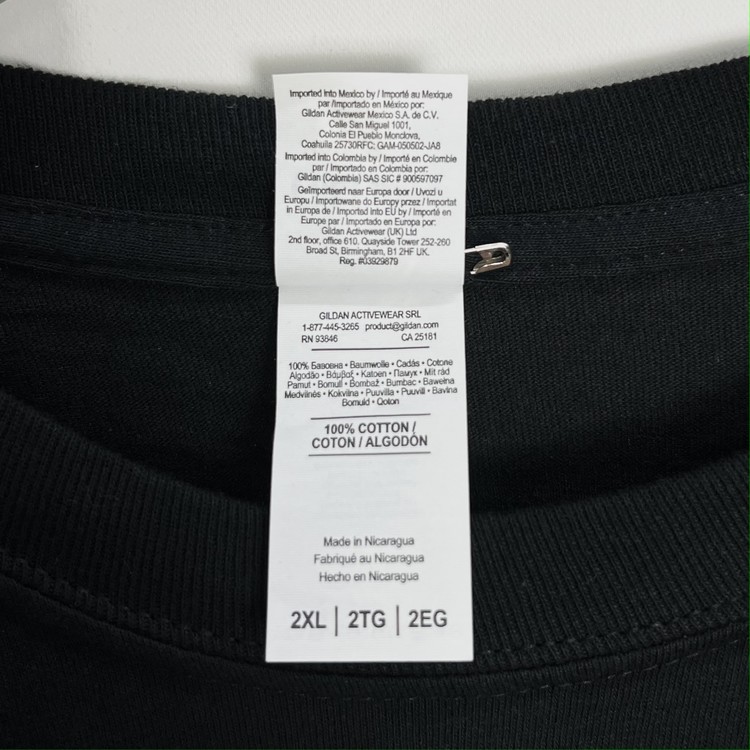 Imported into Mexico by / Importé au Mexique
par /Importado en México por:
Gildan Activewear Mexico S.A. de C.V.
Calle San Miguel 1001,
Colonia El Pueblo Monclova,
Coahuila 25730RFC: GAM-050502-JA8
Imported into Colombia by / Importé en Colombie
par / Importado en Colombia por:
Gildan (Colombia) SAS SIC # 900597097
Geïmporteerd naar Europa door / Uvozi u
Europu / Importowane do Europy przez / Importat
in Europa de / Imported into EU by / Importé en
Europe par / Importado en Europa por:
Gildan Activewear (UK) Ltd
2nd floor, office 610. Quayside Tower 252-260
Broad St, Birmingham, B1 2HF UK.
Reg. #03929879
GILDAN ACTIVEWEAR SRL
1-877-445-3265 product@gildan.com
RN 93846 CA 25181
100% Бавовна • Baumwolle • Cadás • Cotone
Algodão • Βάμβαξ • Katoen • Памук • Mit rád
Pamut • Bomull • Bombaž • Bumbac • Bawełna
Medvilnės • Kokvilna • Puuvilla • Puuvill • Bavlna
Bomuld • Qoton
100% COTTON /
COTON / ALGODÓN
Made in Nicaragua
Fabriqué au Nicaragua
Hecho en Nicaragua
2XL | 2TG | 2EG